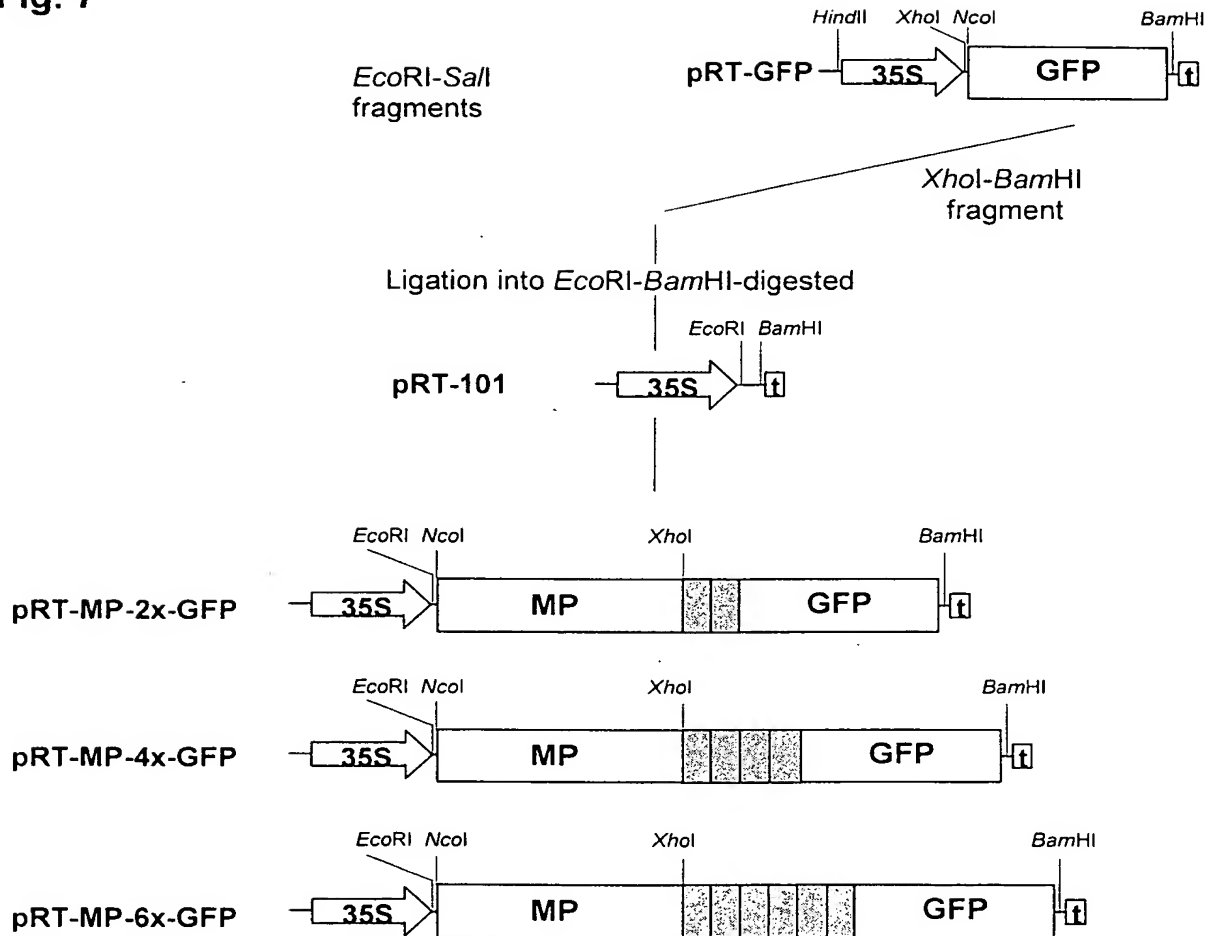 Fig. 7
HindII XhoI NcoI BamHI
EcoRI-SalI
fragments
pRT-GFP 35S GFP t
XhoI-BamHI
fragment
Ligation into EcoRI-BamHI-digested
EcoRI BamHI
pRT-101 35S t
EcoRI NcoI XhoI BamHI
pRT-MP-2x-GFP 35S MP GFP t
EcoRI NcoI XhoI BamHI
pRT-MP-4x-GFP 35S MP GFP t
EcoRI NcoI XhoI BamHI
pRT-MP-6x-GFP 35S MP GFP t